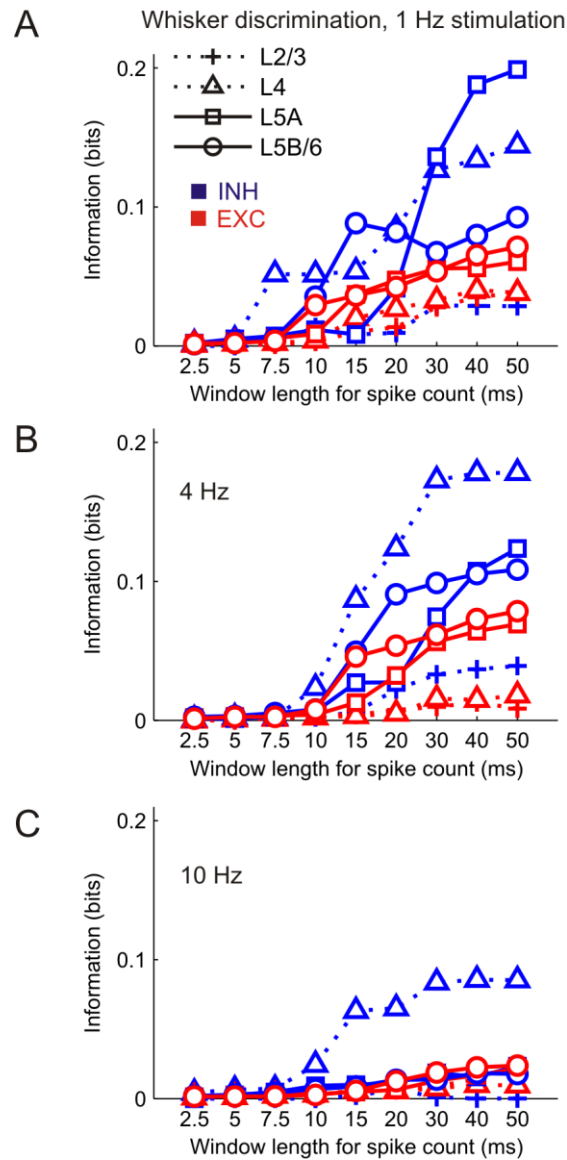 A
Whisker discrimination, 1 Hz stimulation
L2/3
L4
L5A
L5B/6
INH
EXC
Information (bits)
0.2
0.1
0
2.5 5 7.5 10 15 20 30 40 50
Window length for spike count (ms)
B
4 Hz
Information (bits)
0.2
0.1
0
2.5 5 7.5 10 15 20 30 40 50
Window length for spike count (ms)
C
10 Hz
Information (bits)
0.2
0.1
0
2.5 5 7.5 10 15 20 30 40 50
Window length for spike count (ms)